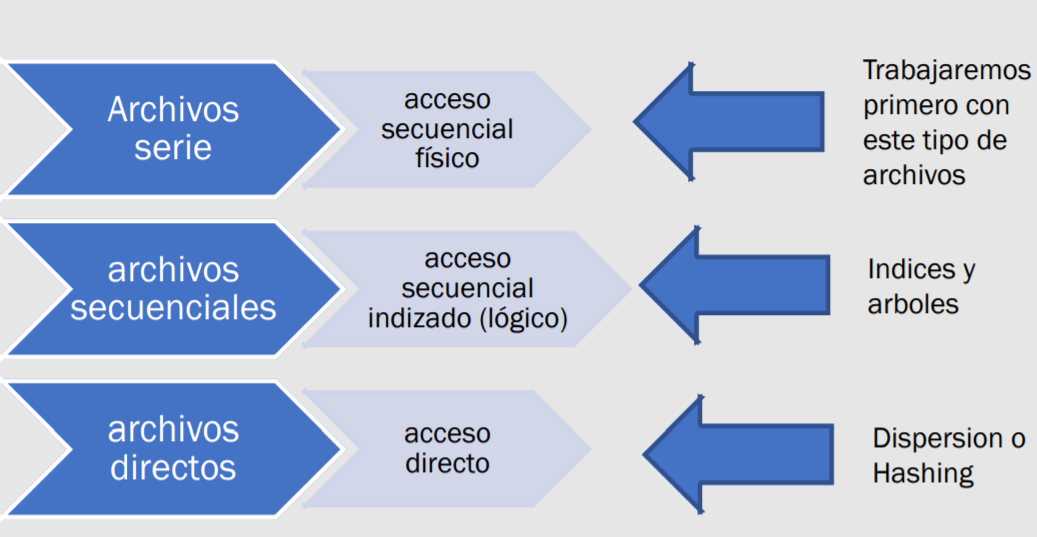 Archivos
serie
acceso
secuencial
físico
Trabajaremos
primero con
este tipo de
archivos
archivos
secuenciales
acceso
secuencial
indizado (lógico)
Indices y
arboles
archivos
directos
acceso
directo
Dispersion o
Hashing